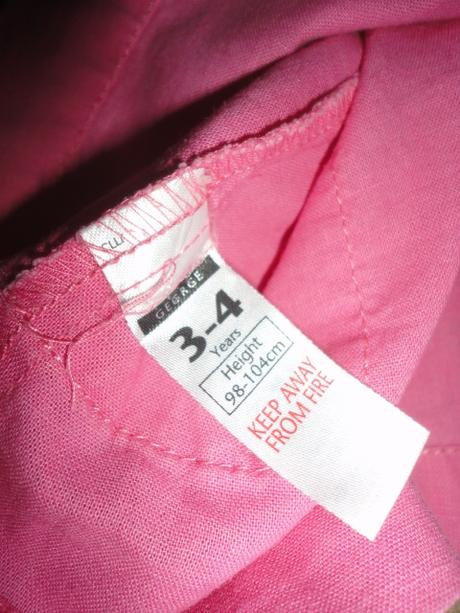 GEORGE
3-4
Years
Height
98-104cm
KEEP AWAY
FROM FIRE